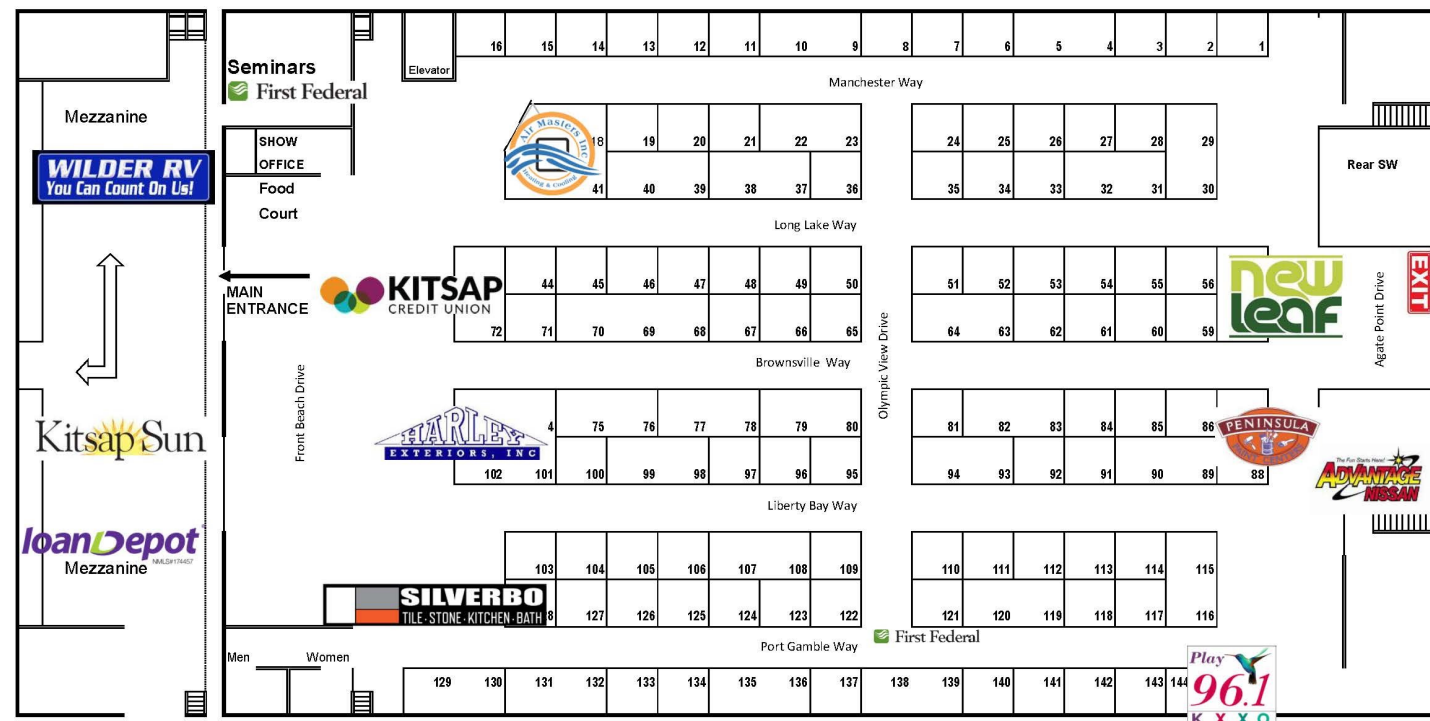 16 15 14 13 12 11 10 9 8 7 6 5 4 3 2 1
Seminars
First Federal
Elevator
Manchester Way
Mezzanine
SHOW
OFFICE
Air Masters Inc
Heating & Cooling
18 19 20 21 22 23 24 25 26 27 28 29
WILDER RV
You Can Count On Us!
Food
Court
41 40 39 38 37 36 35 34 33 32 31 30
Rear SW
Long Lake Way
MAIN
ENTRANCE
KITSAP
CREDIT UNION
44 45 46 47 48 49 50 51 52 53 54 55 56
new
leaf
EXIT
Agate Point Drive
72 71 70 69 68 67 66 65 64 63 62 61 60 59
Brownsville Way
Olympic View Drive
Front Beach Drive
Kitsap Sun
HARLEY
EXTERIORS, INC
4 75 76 77 78 79 80 81 82 83 84 85 86
PENINSULA
PAINT CENTERS
The Fun Starts Here!
ADVANTAGE
NISSAN
102 101 100 99 98 97 96 95 94 93 92 91 90 89 88
Liberty Bay Way
loanDepot
NMLS#174457
Mezzanine
103 104 105 106 107 108 109 110 111 112 113 114 115
SILVERBO
TILE · STONE · KITCHEN · BATH
8 127 126 125 124 123 122 121 120 119 118 117 116
First Federal
Port Gamble Way
Men
Women
129 130 131 132 133 134 135 136 137 138 139 140 141 142 143 144
Play
96.1
K X X O